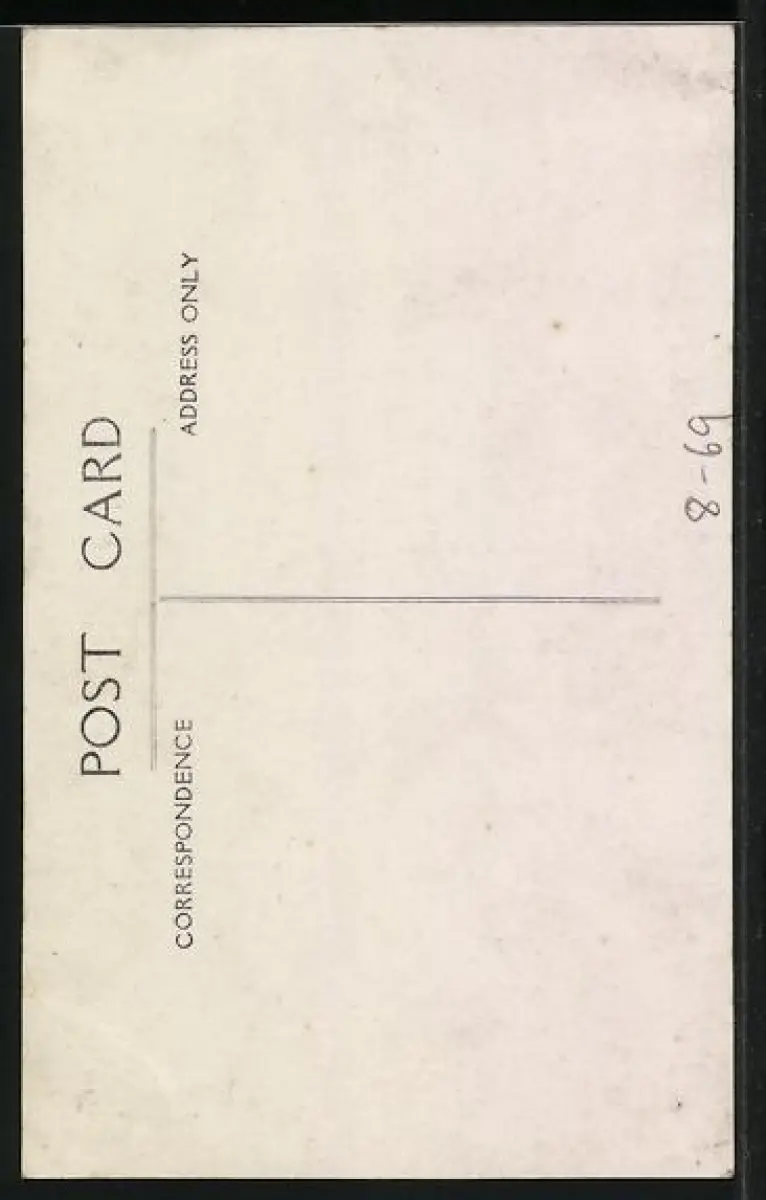 POST CARD
CORRESPONDENCE
ADDRESS ONLY
8-69